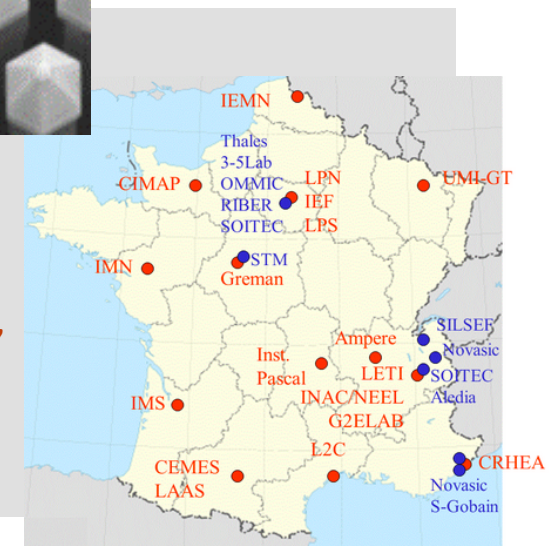 IEMN
Thales
3-5Lab
OMMIC
RIBER
SOITEC
LPN
IEF
LPS
CIMAP
UMI-GT
IMN
STM
Greman
SILSEF
Novasic
SOITEC
Aledia
Ampere
Inst.
Pascal
LETI
INAC/NEEL
G2ELAB
IMS
L2C
CEMES
LAAS
CRHEA
Novasic
S-Gobain